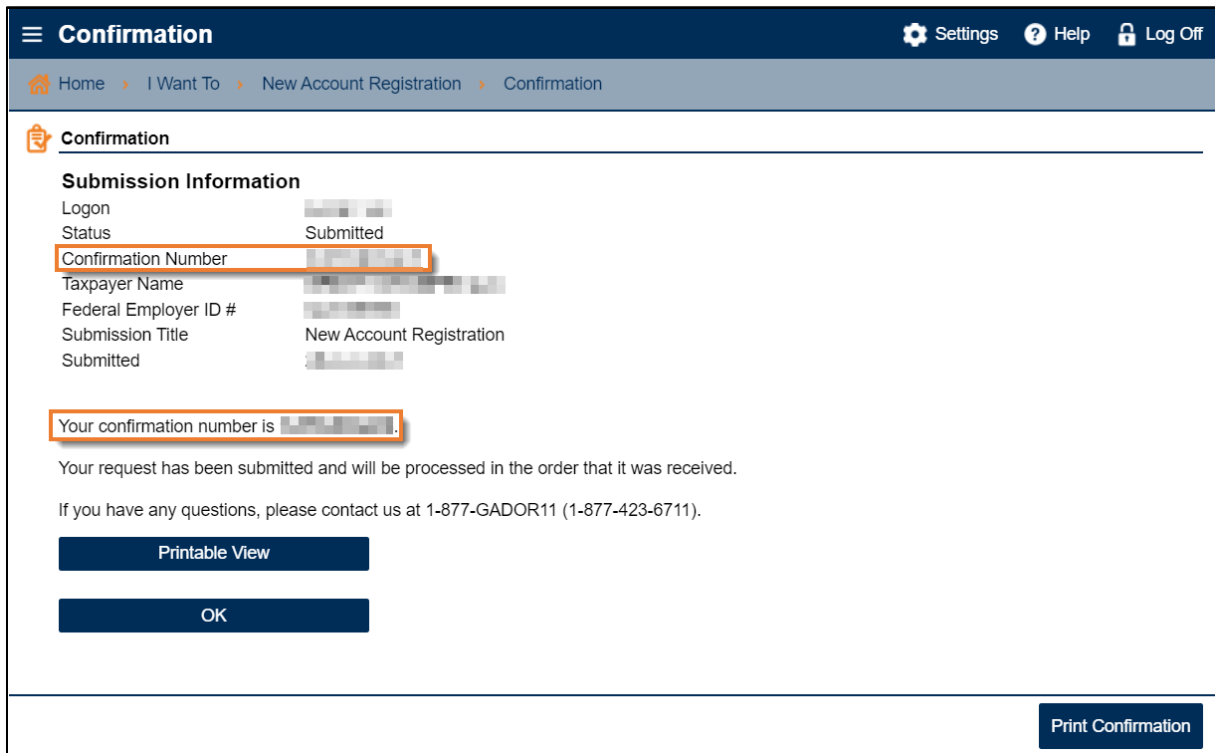 Confirmation Settings Help Log Off
Home I Want To New Account Registration Confirmation
Confirmation
Submission Information
Logon
Status Submitted
Confirmation Number
Taxpayer Name
Federal Employer ID #
Submission Title New Account Registration
Submitted
Your confirmation number is .
Your request has been submitted and will be processed in the order that it was received.
If you have any questions, please contact us at 1-877-GADOR11 (1-877-423-6711).
Printable View
OK
Print Confirmation